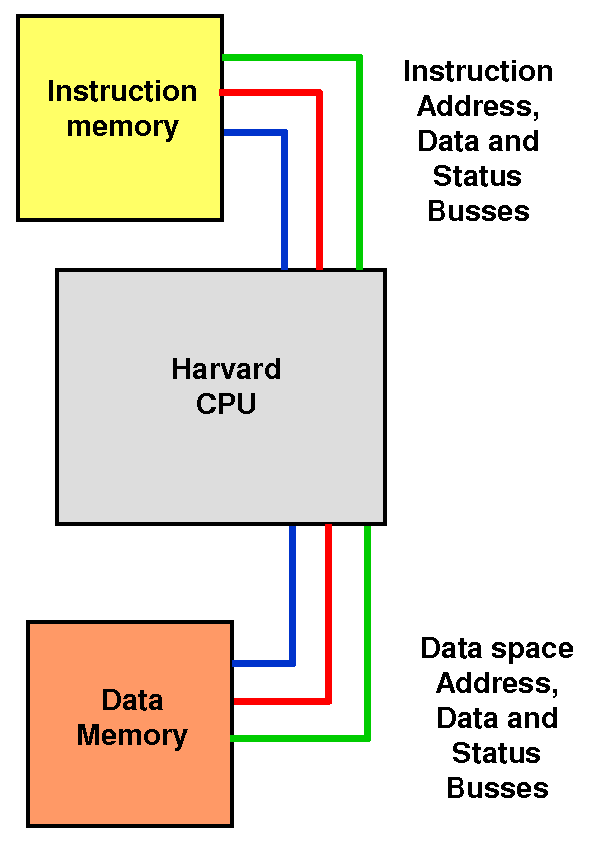 Instruction
memory
Instruction
Address,
Data and
Status
Busses
Harvard
CPU
Data
Memory
Data space
Address,
Data and
Status
Busses